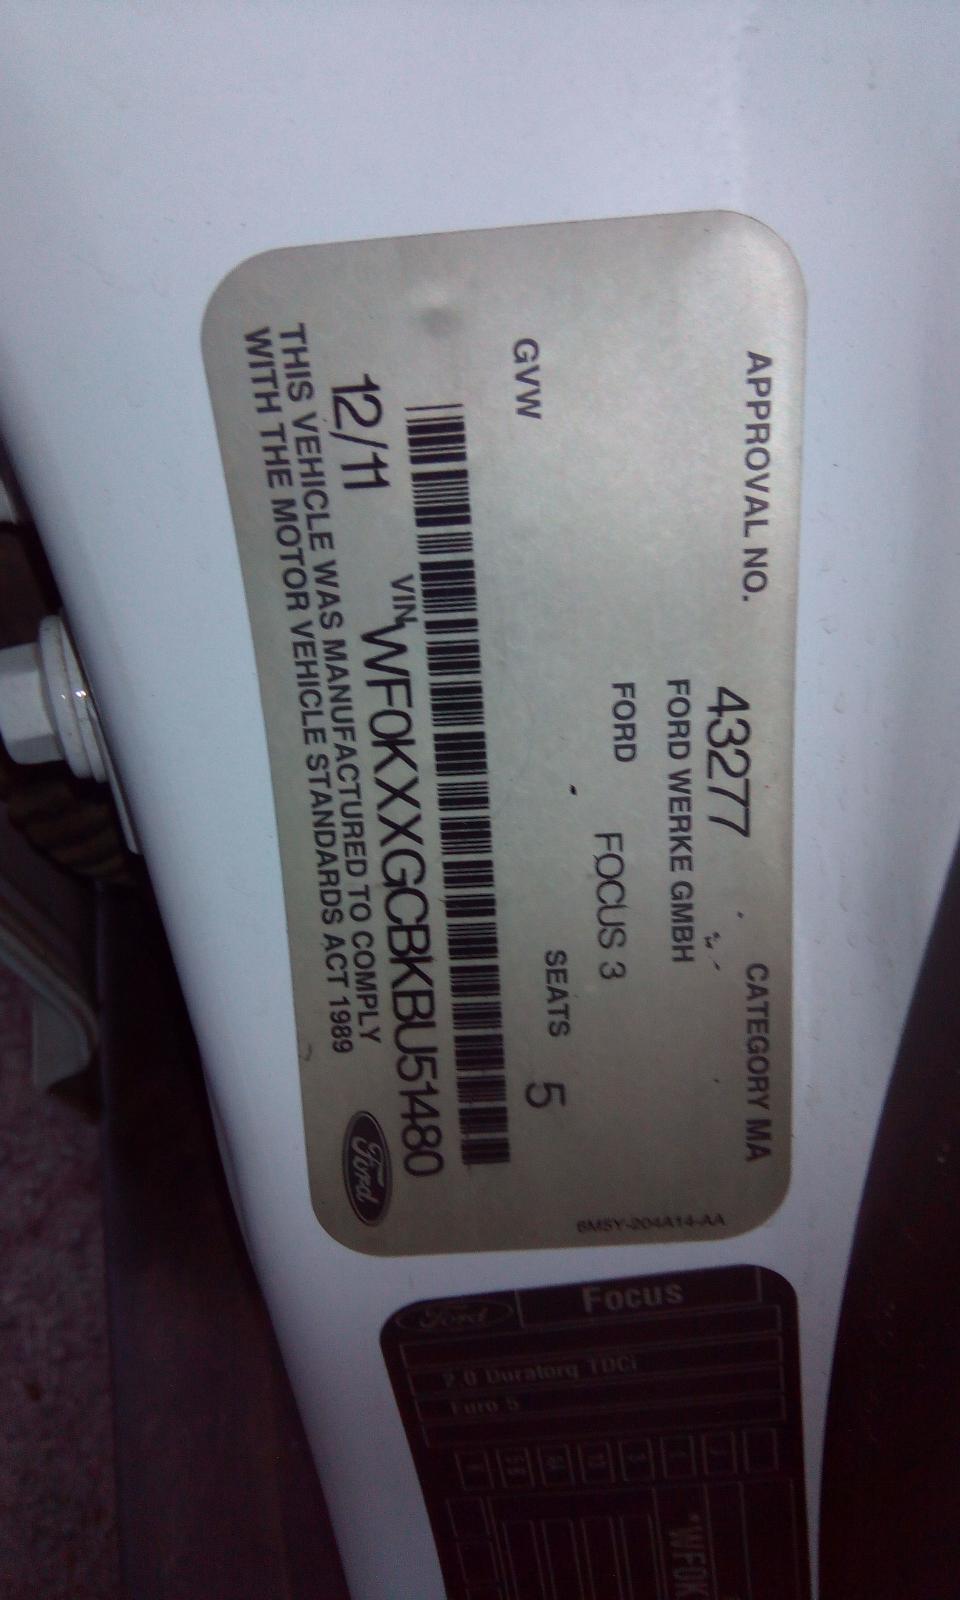 APPROVAL NO. 43277 CATEGORY MA
FORD WERKE GMBH
FORD FOCUS 3
SEATS 5
GVW
VIN WF0KXXGCBKBU51480
12/11
THIS VEHICLE WAS MANUFACTURED TO COMPLY
WITH THE MOTOR VEHICLE STANDARDS ACT 1989
Ford
6M5Y-204A14-AA
Ford Focus
2.0 Duratorq TDCi
Euro 5
*WF0K